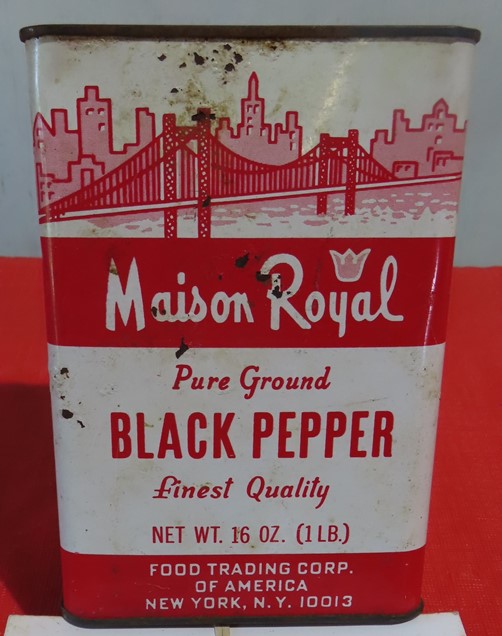 Maison Royal
Pure Ground
BLACK PEPPER
Finest Quality
NET WT. 16 OZ. (1 LB.)
FOOD TRADING CORP.
OF AMERICA
NEW YORK, N.Y. 10013